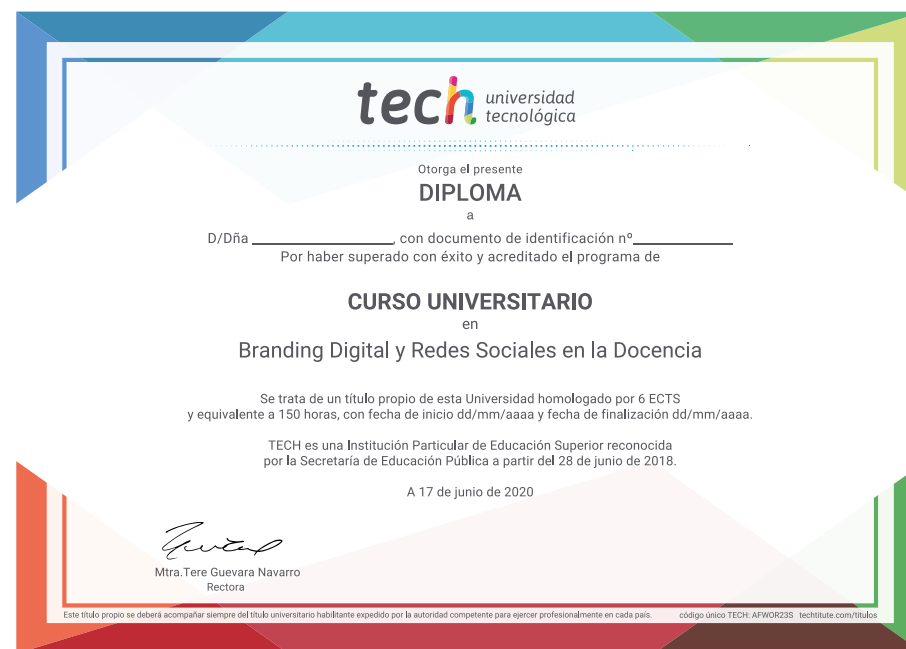 tech universidad
tecnológica
Otorga el presente
DIPLOMA
a
D/Dña ____________________, con documento de identificación nº______________
Por haber superado con éxito y acreditado el programa de
CURSO UNIVERSITARIO
en
Branding Digital y Redes Sociales en la Docencia
Se trata de un título propio de esta Universidad homologado por 6 ECTS
y equivalente a 150 horas, con fecha de inicio dd/mm/aaaa y fecha de finalización dd/mm/aaaa.
TECH es una Institución Particular de Educación Superior reconocida
por la Secretaría de Educación Pública a partir del 28 de junio de 2018.
A 17 de junio de 2020
Mtra.Tere Guevara Navarro
Rectora
Este título propio se deberá acompañar siempre del título universitario habilitante expedido por la autoridad competente para ejercer profesionalmente en cada país. código único TECH: AFWOR23S techtitute.com/titulos